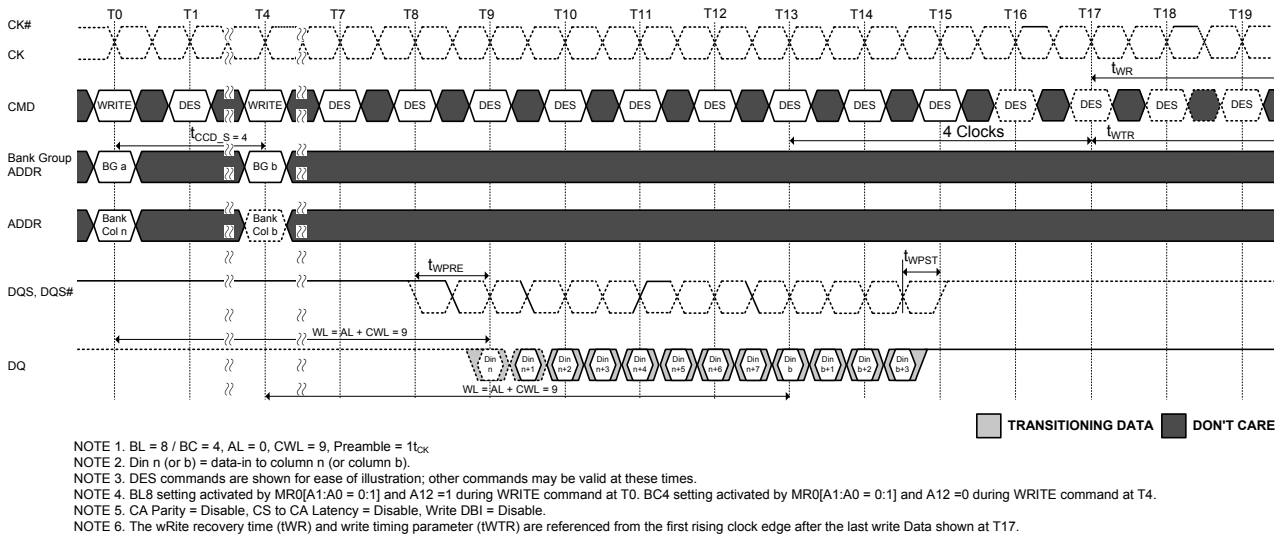 T0 T1 T4 T7 T8 T9 T10 T11 T12 T13 T14 T15 T16 T17 T18 T19
CK#
CK
tWR
CMD WRITE DES WRITE DES DES DES DES DES DES DES DES DES DES DES DES DES
tCCD_S = 4
4 Clocks
tWTR
Bank Group
ADDR
BG a BG b
ADDR
Bank
Col n
Bank
Col b
tWPRE
tWPST
DQS, DQS#
WL = AL + CWL = 9
DQ
Din
n
Din
n+1
Din
n+2
Din
n+3
Din
n+4
Din
n+5
Din
n+6
Din
n+7
Din
b
Din
b+1
Din
b+2
Din
b+3
WL = AL + CWL = 9
TRANSITIONING DATA DON'T CARE
NOTE 1. BL = 8 / BC = 4, AL = 0, CWL = 9, Preamble = 1tCK
NOTE 2. Din n (or b) = data-in to column n (or column b).
NOTE 3. DES commands are shown for ease of illustration; other commands may be valid at these times.
NOTE 4. BL8 setting activated by MR0[A1:A0 = 0:1] and A12 =1 during WRITE command at T0. BC4 setting activated by MR0[A1:A0 = 0:1] and A12 =0 during WRITE command at T4.
NOTE 5. CA Parity = Disable, CS to CA Latency = Disable, Write DBI = Disable.
NOTE 6. The wRite recovery time (tWR) and write timing parameter (tWTR) are referenced from the first rising clock edge after the last write Data shown at T17.